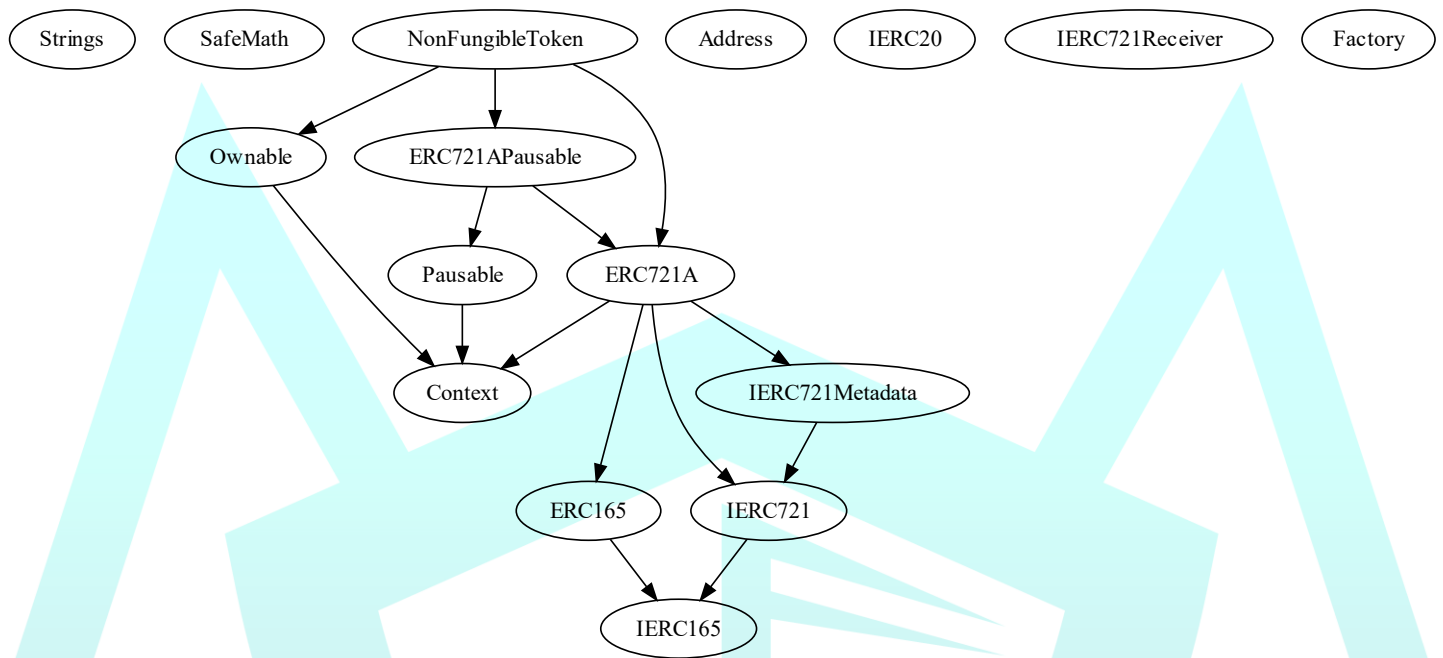 Strings
SafeMath
NonFungibleToken
Address
IERC20
IERC721Receiver
Factory
Ownable
ERC721APausable
Pausable
ERC721A
Context
IERC721Metadata
ERC165
IERC721
IERC165